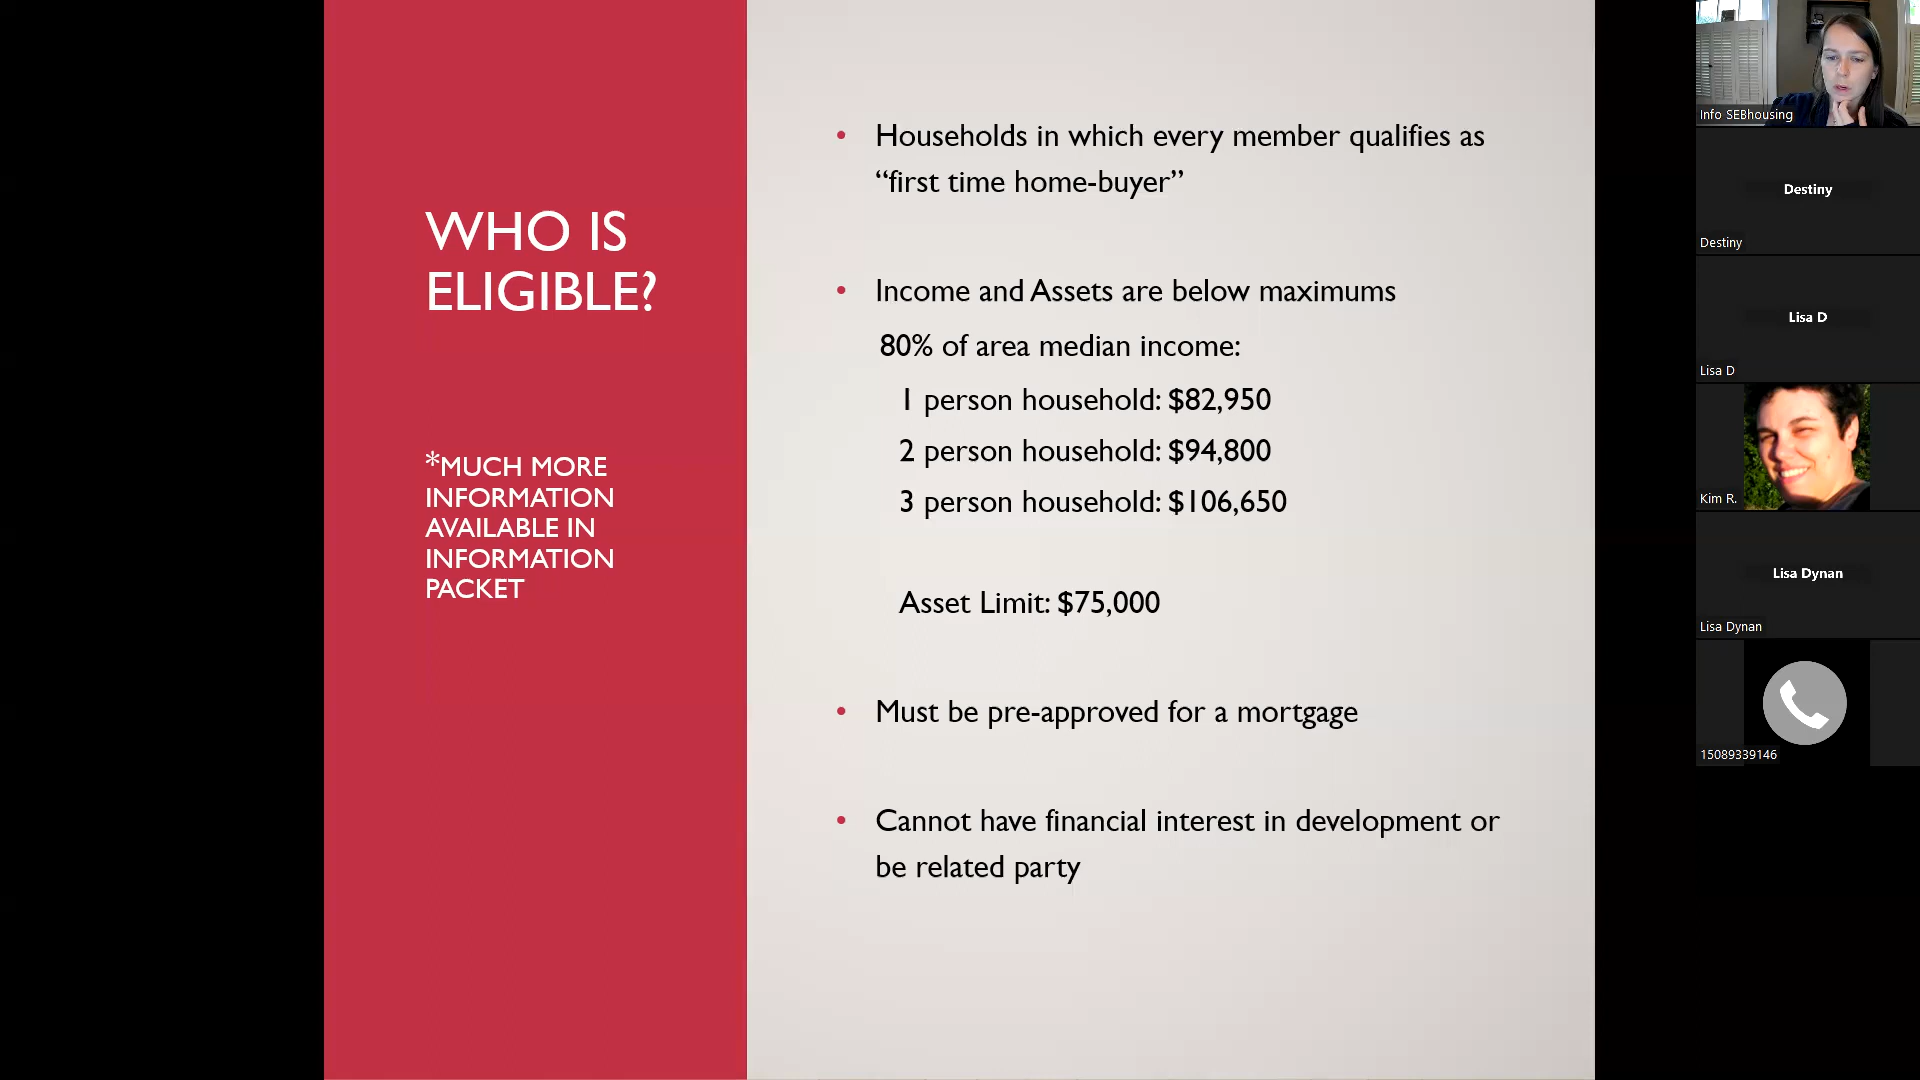 WHO IS
ELIGIBLE?
*MUCH MORE
INFORMATION
AVAILABLE IN
INFORMATION
PACKET
• Households in which every member qualifies as
“first time home-buyer”
• Income and Assets are below maximums
80% of area median income:
1 person household: $82,950
2 person household: $94,800
3 person household: $106,650
Asset Limit: $75,000
• Must be pre-approved for a mortgage
• Cannot have financial interest in development or
be related party
Info SEBhousing
Destiny
Destiny
Lisa D
Lisa D
Kim R.
Lisa Dynan
Lisa Dynan
15089339146